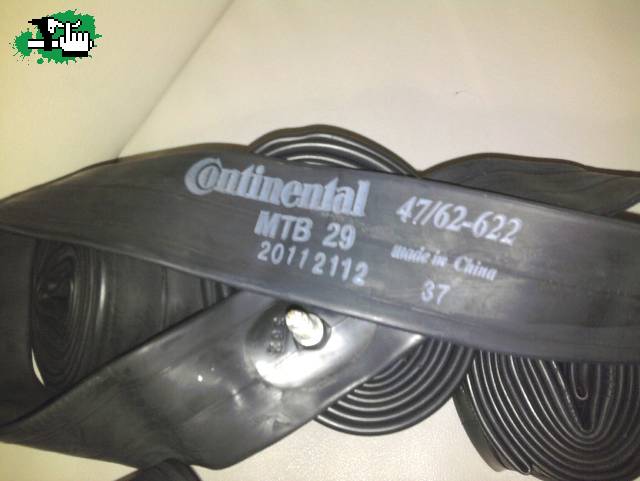 Continental
47/62-622
MTB 29
made in China
20112112
37